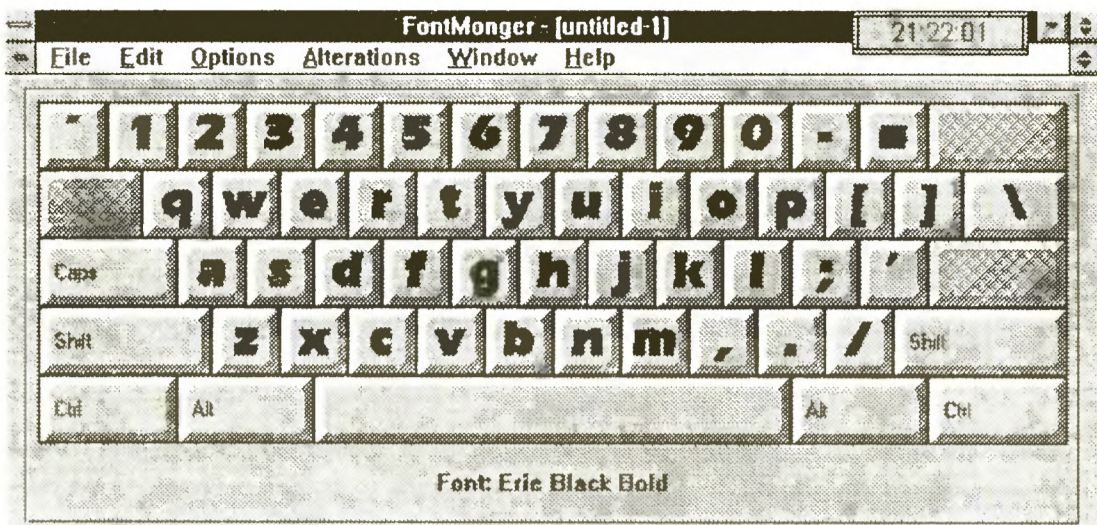 FontMonger - [untitled-1] 21:22:01
File Edit Options Alterations Window Help
1 2 3 4 5 6 7 8 9 0 - =
q w e r t y u i o p [ ] \
Caps a s d f g h j k l ; '
Shift z x c v b n m , . / Shift
Ctrl Alt Alt Ctrl
Font: Erie Black Bold